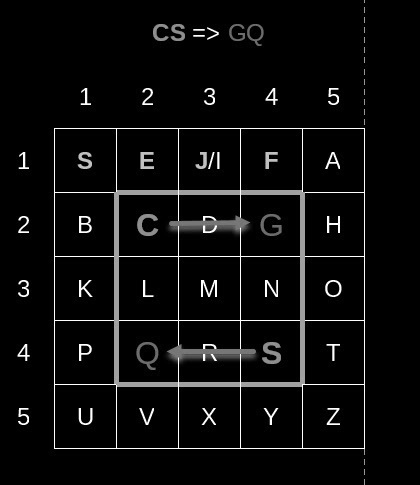 CS => GQ
1 2 3 4 5
1 S E J/I F A
2 B C D G H
3 K L M N O
4 P Q R S T
5 U V X Y Z